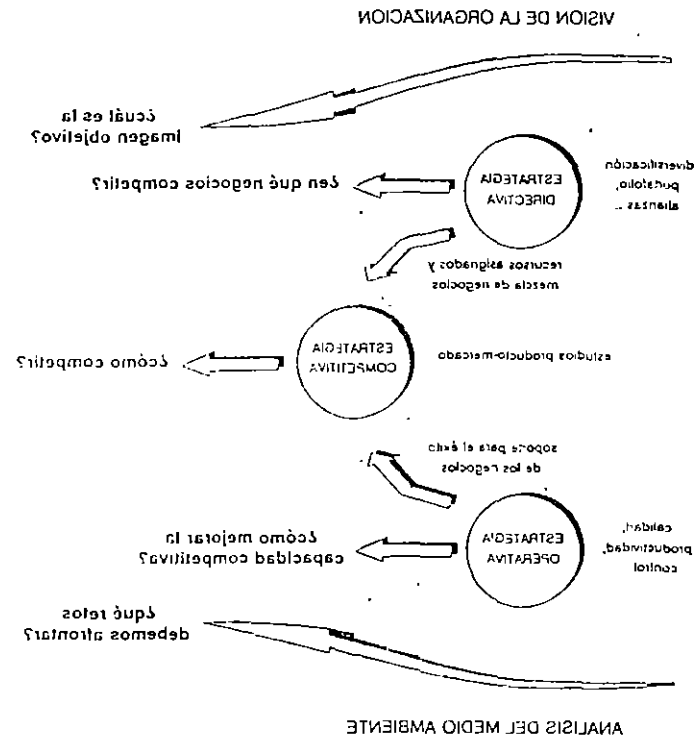 VISION DE LA ORGANIZACION
¿cuál es la
imagen objetivo?
diversificación
portafolio,
alianzas ...
ESTRATEGIA
DIRECTIVA
¿en qué negocios competir?
recursos asignados y
mezcla de negocios
estudios producto-mercado
ESTRATEGIA
COMPETITIVA
¿cómo competir?
soporte para el éxito
de los negocios
calidad,
productividad,
control
ESTRATEGIA
OPERATIVA
¿cómo mejorar la
capacidad competitiva?
¿qué retos
debemos afrontar?
ANALISIS DEL MEDIO AMBIENTE